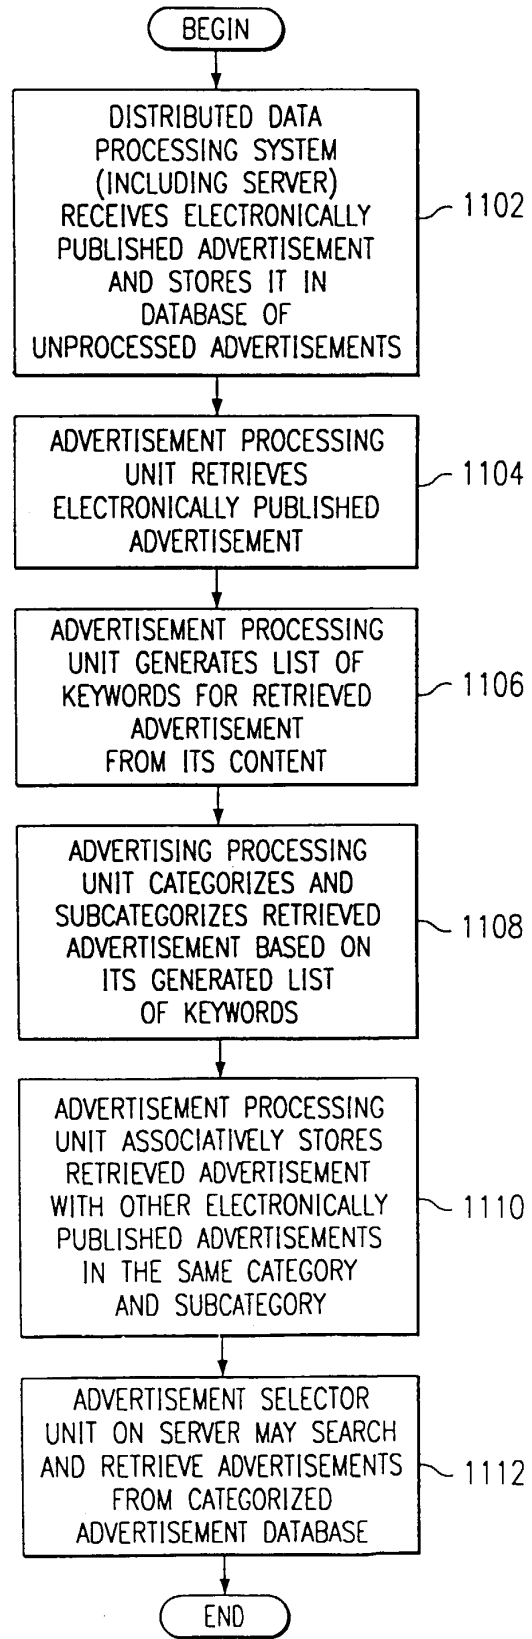 BEGIN
DISTRIBUTED DATA
PROCESSING SYSTEM
(INCLUDING SERVER)
RECEIVES ELECTRONICALLY
PUBLISHED ADVERTISEMENT
AND STORES IT IN
DATABASE OF
UNPROCESSED ADVERTISEMENTS
1102
ADVERTISEMENT PROCESSING
UNIT RETRIEVES
ELECTRONICALLY PUBLISHED
ADVERTISEMENT
1104
ADVERTISEMENT PROCESSING
UNIT GENERATES LIST OF
KEYWORDS FOR RETRIEVED
ADVERTISEMENT
FROM ITS CONTENT
1106
ADVERTISING PROCESSING
UNIT CATEGORIZES AND
SUBCATEGORIZES RETRIEVED
ADVERTISEMENT BASED ON
ITS GENERATED LIST
OF KEYWORDS
1108
ADVERTISEMENT PROCESSING
UNIT ASSOCIATIVELY STORES
RETRIEVED ADVERTISEMENT
WITH OTHER ELECTRONICALLY
PUBLISHED ADVERTISEMENTS
IN THE SAME CATEGORY
AND SUBCATEGORY
1110
ADVERTISEMENT SELECTOR
UNIT ON SERVER MAY SEARCH
AND RETRIEVE ADVERTISEMENTS
FROM CATEGORIZED
ADVERTISEMENT DATABASE
1112
END